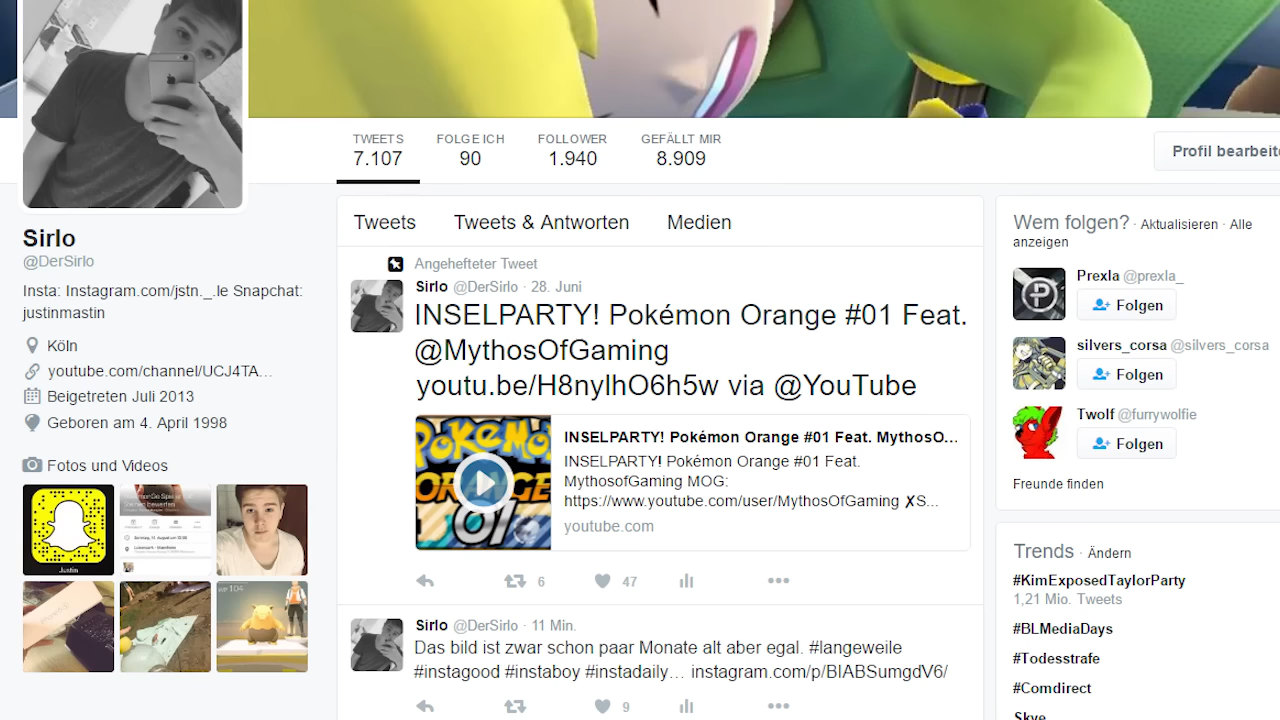 TWEETS
7.107
FOLGE ICH
90
FOLLOWER
1.940
GEFÄLLT MIR
8.909
Profil bearbeite
Sirlo
@DerSirlo
Insta: Instagram.com/jstn._.le Snapchat:
justinmastin
Köln
youtube.com/channel/UCJ4TA…
Beigetreten Juli 2013
Geboren am 4. April 1998
Fotos und Videos
Justin
WP 104
Tweets
Tweets & Antworten
Medien
Angehefteter Tweet
Sirlo @DerSirlo · 28. Juni
INSELPARTY! Pokémon Orange #01 Feat.
@MythosOfGaming
youtu.be/H8nylhO6h5w via @YouTube
POKEMON
ORANGE
01
INSELPARTY! Pokémon Orange #01 Feat. MythosO…
INSELPARTY! Pokémon Orange #01 Feat.
MythosofGaming MOG:
https://www.youtube.com/user/MythosOfGaming ✗S…
youtube.com
6
47
Sirlo @DerSirlo · 11 Min.
Das bild ist zwar schon paar Monate alt aber egal. #langeweile
#instagood #instaboy #instadaily… instagram.com/p/BIABSumgdV6/
9
Wem folgen? · Aktualisieren · Alle
anzeigen
Prexla @prexla_
Folgen
silvers_corsa @silvers_corsa
Folgen
Twolf @furrywolfie
Folgen
Freunde finden
Trends · Ändern
#KimExposedTaylorParty
1,21 Mio. Tweets
#BLMediaDays
#Todesstrafe
#Comdirect
Skye